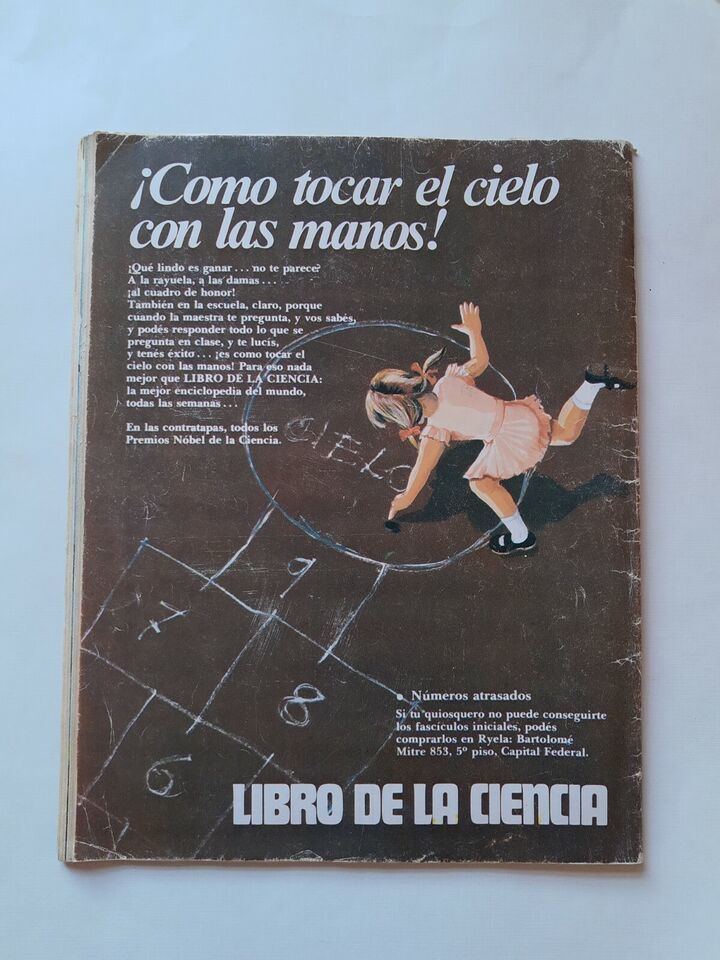 ¡Como tocar el cielo
con las manos!
¡Qué lindo es ganar... no te parece?
A la rayuela, a las damas...
¡al cuadro de honor!
También en la escuela, claro, porque
cuando la maestra te pregunta, y vos sabés,
y podés responder todo lo que se
pregunta en clase, y te lucís,
y tenés éxito... ¡es como tocar el
cielo con las manos! Para eso nada
mejor que LIBRO DE LA CIENCIA:
la mejor enciclopedia del mundo,
todas las semanas...
En las contratapas, todos los
Premios Nóbel de la Ciencia.
CIELO
9
7
8
6
• Números atrasados
Si tu quiosquero no puede conseguirte
los fascículos iniciales, podés
comprarlos en Ryela: Bartolomé
Mitre 853, 5º piso, Capital Federal.
LIBRO DE LA CIENCIA